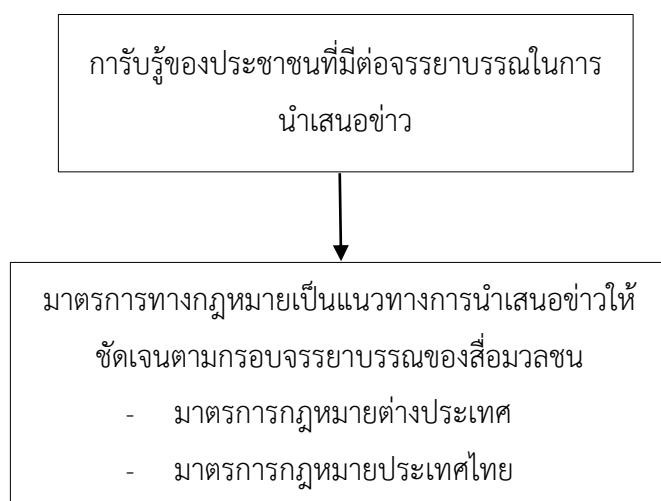 การับรู้ของประชาชนที่มีต่อจรรยาบรรณในการ
นำเสนอข่าว
มาตรการทางกฎหมายเป็นแนวทางการนำเสนอข่าวให้
ชัดเจนตามกรอบจรรยาบรรณของสื่อมวลชน
- มาตรการกฎหมายต่างประเทศ
- มาตรการกฎหมายประเทศไทย